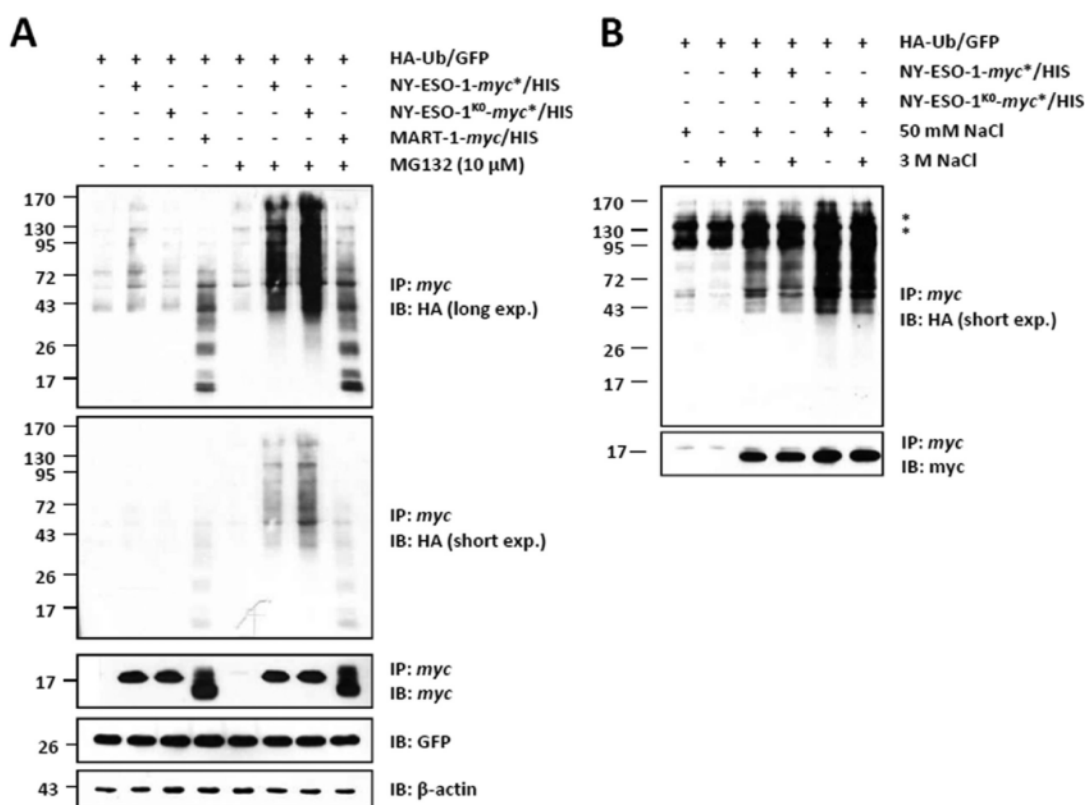 A
+ + + + + + + + HA-Ub/GFP
- + - - - + - - NY-ESO-1-myc*/HIS
- - + - - - + - NY-ESO-1ᴷᴼ-myc*/HIS
- - - + - - - + MART-1-myc/HIS
- - - - + + + + MG132 (10 µM)
170
130
95
72
43
26
17
IP: myc
IB: HA (long exp.)
170
130
95
72
43
26
17
IP: myc
IB: HA (short exp.)
17
IP: myc
IB: myc
26
IB: GFP
43
IB: β-actin
B
+ + + + + + HA-Ub/GFP
- - + + - - NY-ESO-1-myc*/HIS
- - - - + + NY-ESO-1ᴷᴼ-myc*/HIS
+ - + - + - 50 mM NaCl
- + - + - + 3 M NaCl
170
130
95
72
43
26
17
*
*
IP: myc
IB: HA (short exp.)
17
IP: myc
IB: myc